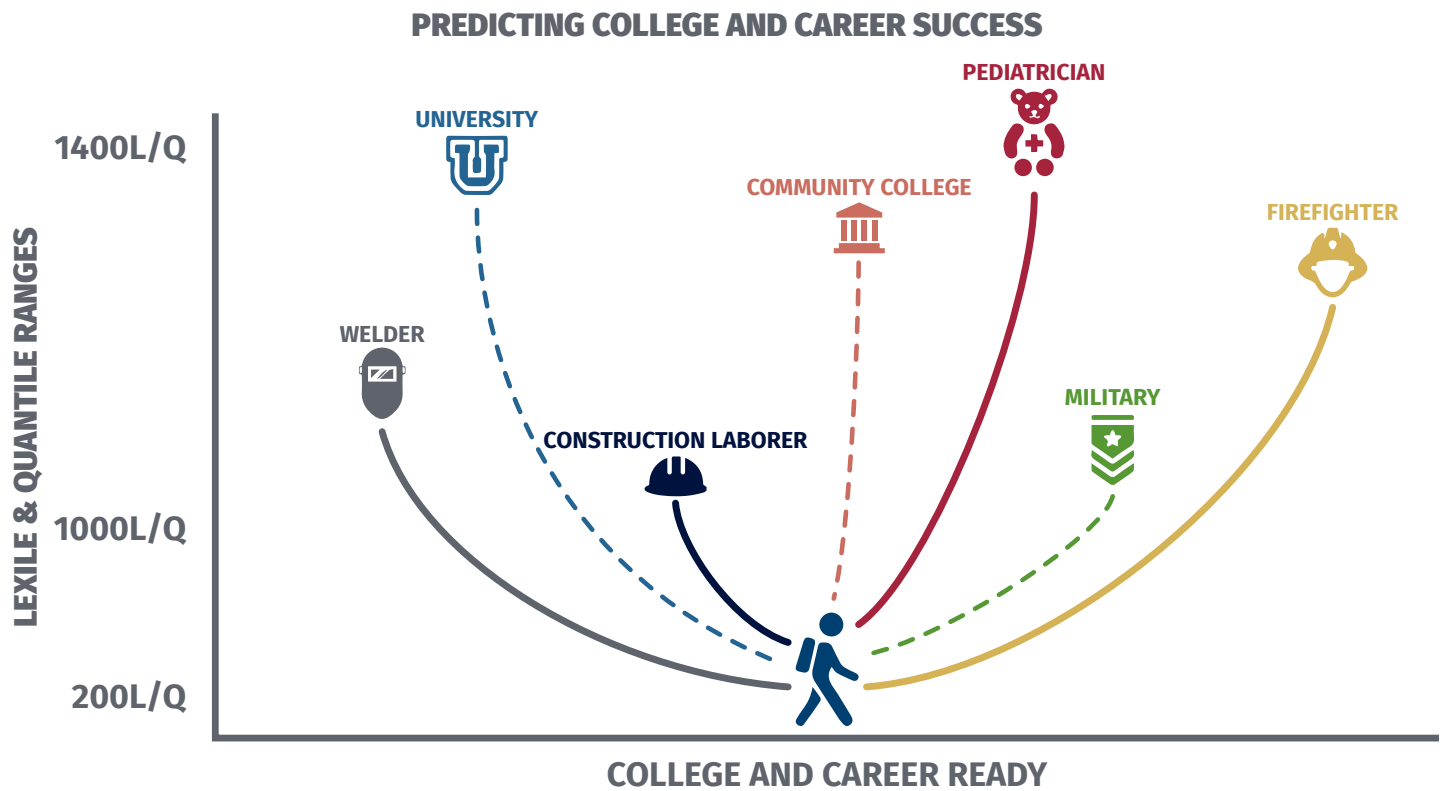 PREDICTING COLLEGE AND CAREER SUCCESS
PEDIATRICIAN
UNIVERSITY
U
1400L/Q
COMMUNITY COLLEGE
FIREFIGHTER
WELDER
MILITARY
CONSTRUCTION LABORER
LEXILE & QUANTILE RANGES
1000L/Q
200L/Q
COLLEGE AND CAREER READY